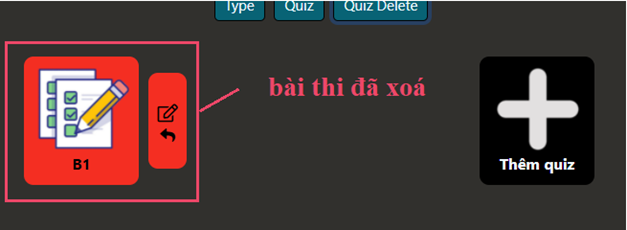 Type
Quiz
Quiz Delete
bài thi đã xoá
B1
Thêm quiz